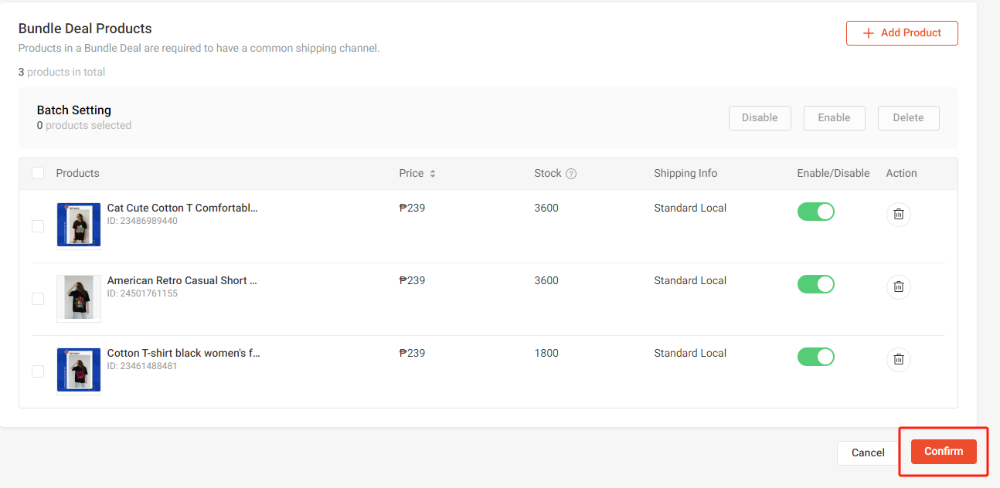 Bundle Deal Products
Add Product
Products in a Bundle Deal are required to have a common shipping channel.
3 products in total
Batch Setting
0 products selected
Disable Enable Delete
Products Price Stock ? Shipping Info Enable/Disable Action
Cat Cute Cotton T Comfortabl... ₱239 3600 Standard Local
ID: 23486989440
American Retro Casual Short ... ₱239 3600 Standard Local
ID: 24501761155
Cotton T-shirt black women's f... ₱239 1800 Standard Local
ID: 23461488481
Cancel Confirm